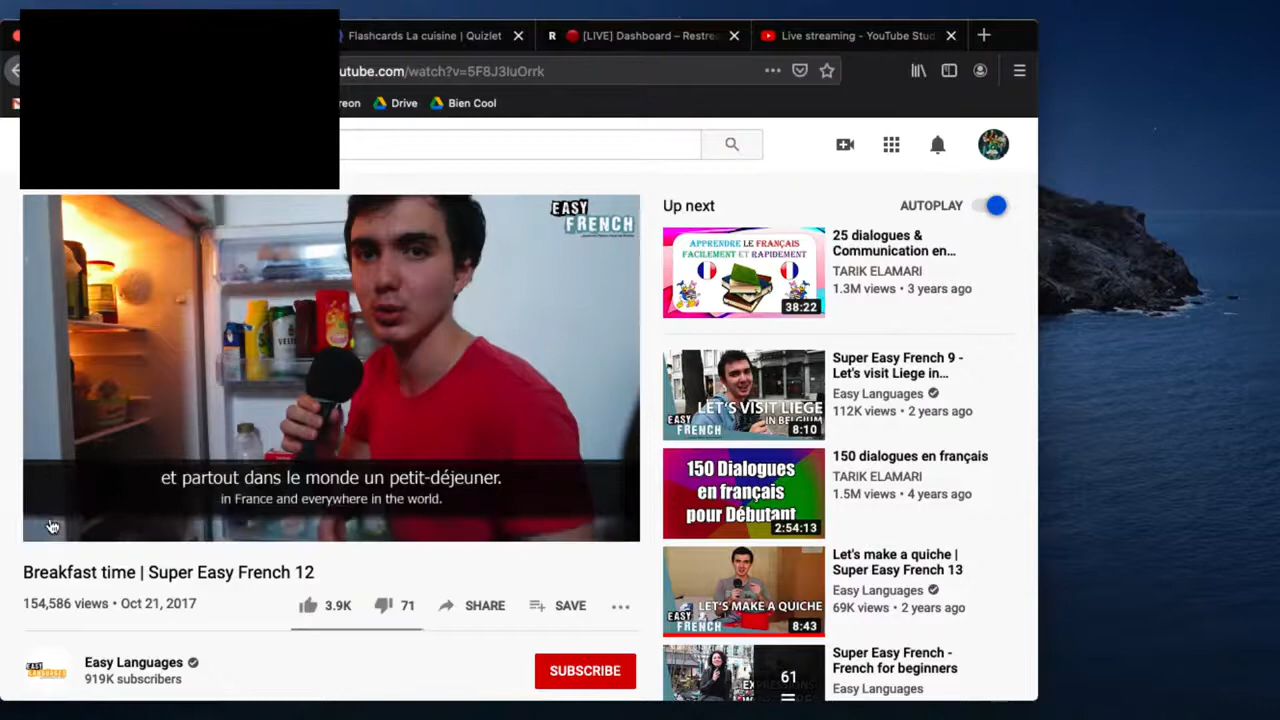 Flashcards La cuisine | Quizlet
R [LIVE] Dashboard – Restre
Live streaming - YouTube Stud
utube.com/watch?v=5F8J3IuOrrk
reon
Drive
Bien Cool
EASY
FRENCH
et partout dans le monde un petit-déjeuner.
in France and everywhere in the world.
Breakfast time | Super Easy French 12
154,586 views • Oct 21, 2017
3.9K
71
SHARE
SAVE
Easy Languages
919K subscribers
SUBSCRIBE
Up next
AUTOPLAY
APPRENDRE LE FRANÇAIS
FACILEMENT ET RAPIDEMENT
38:22
25 dialogues &
Communication en...
TARIK ELAMARI
1.3M views • 3 years ago
LET'S VISIT LIEGE
IN BELGIUM
EASY
FRENCH
8:10
Super Easy French 9 -
Let's visit Liege in...
Easy Languages
112K views • 2 years ago
150 Dialogues
en français
pour Débutant
2:54:13
150 dialogues en français
TARIK ELAMARI
1.5M views • 4 years ago
LET'S MAKE A QUICHE
EASY
FRENCH
8:43
Let's make a quiche |
Super Easy French 13
Easy Languages
69K views • 2 years ago
61
Super Easy French -
French for beginners
Easy Languages